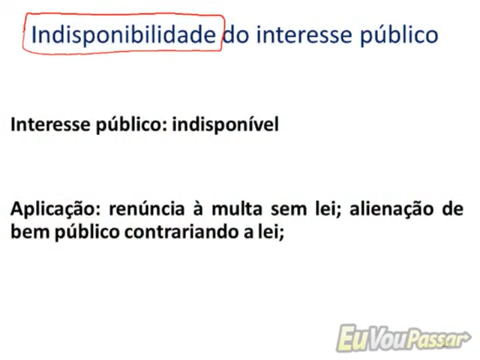 Indisponibilidade do interesse público
Interesse público: indisponível
Aplicação: renúncia à multa sem lei; alienação de
bem público contrariando a lei;
EuVouPassar